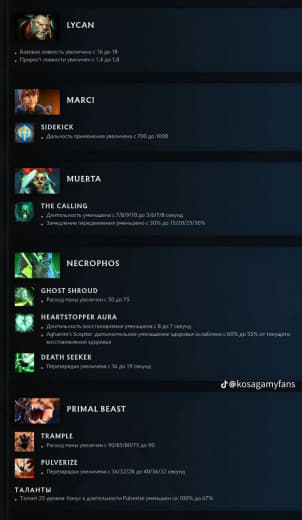 LYCAN
Базовая ловкость увеличена с 16 до 18
Прирост ловкости увеличен с 1,4 до 1,8
MARCI
SIDEKICK
Дальность применения увеличена с 700 до 1000
MUERTA
THE CALLING
Длительность уменьшена с 7/8/9/10 до 5/6/7/8 секунд
Замедление передвижения уменьшено с 30% до 15/20/25/30%
NECROPHOS
GHOST SHROUD
Расход маны увеличен с 50 до 75
HEARTSTOPPER AURA
Длительность восстановления уменьшена с 8 до 7 секунд
Aghanim's Scepter: дополнительное уменьшение здоровья ослаблено с 60% до 55% от текущего
восстановления здоровья
DEATH SEEKER
Перезарядка увеличена с 16 до 19 секунд
@kosagamyfans
PRIMAL BEAST
TRAMPLE
Расход маны увеличен с 90/85/80/75 до 90
PULVERIZE
Перезарядка увеличена с 36/32/28 до 40/36/32 секунд
ТАЛАНТЫ
Талант 25 уровня: бонус к длительности Pulverize уменьшен со 100% до 67%